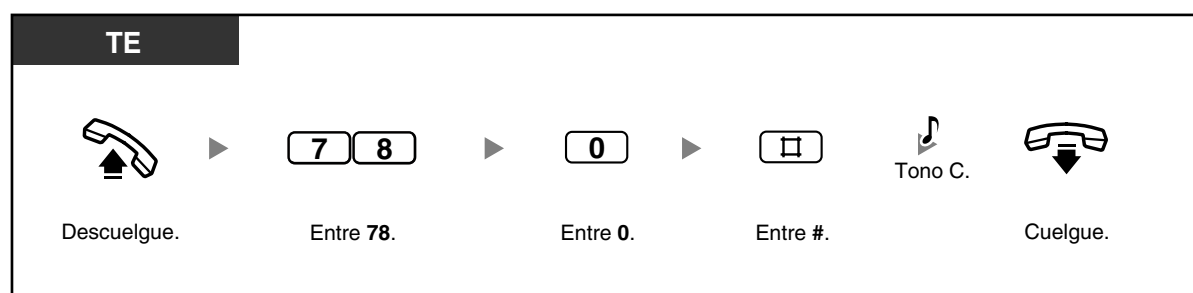 TE
7 8 0 #
Tono C.
Descuelgue. Entre 78. Entre 0. Entre #. Cuelgue.